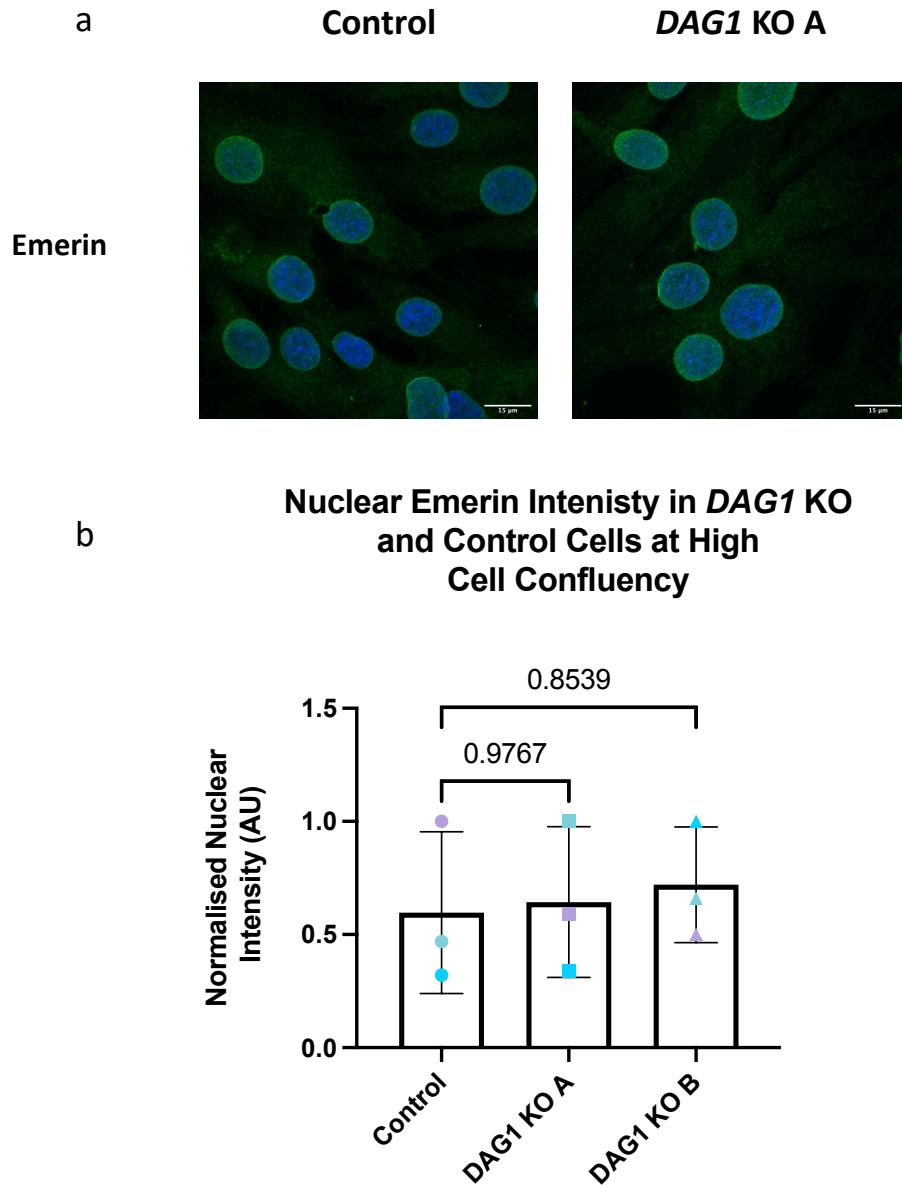 a
Control
DAG1 KO A
Emerin
15 µm
15 µm
b
Nuclear Emerin Intenisty in DAG1 KO
and Control Cells at High
Cell Confluency
0.8539
0.9767
1.5
1.0
0.5
0.0
Normalised Nuclear
Intensity (AU)
Control
DAG1 KO A
DAG1 KO B